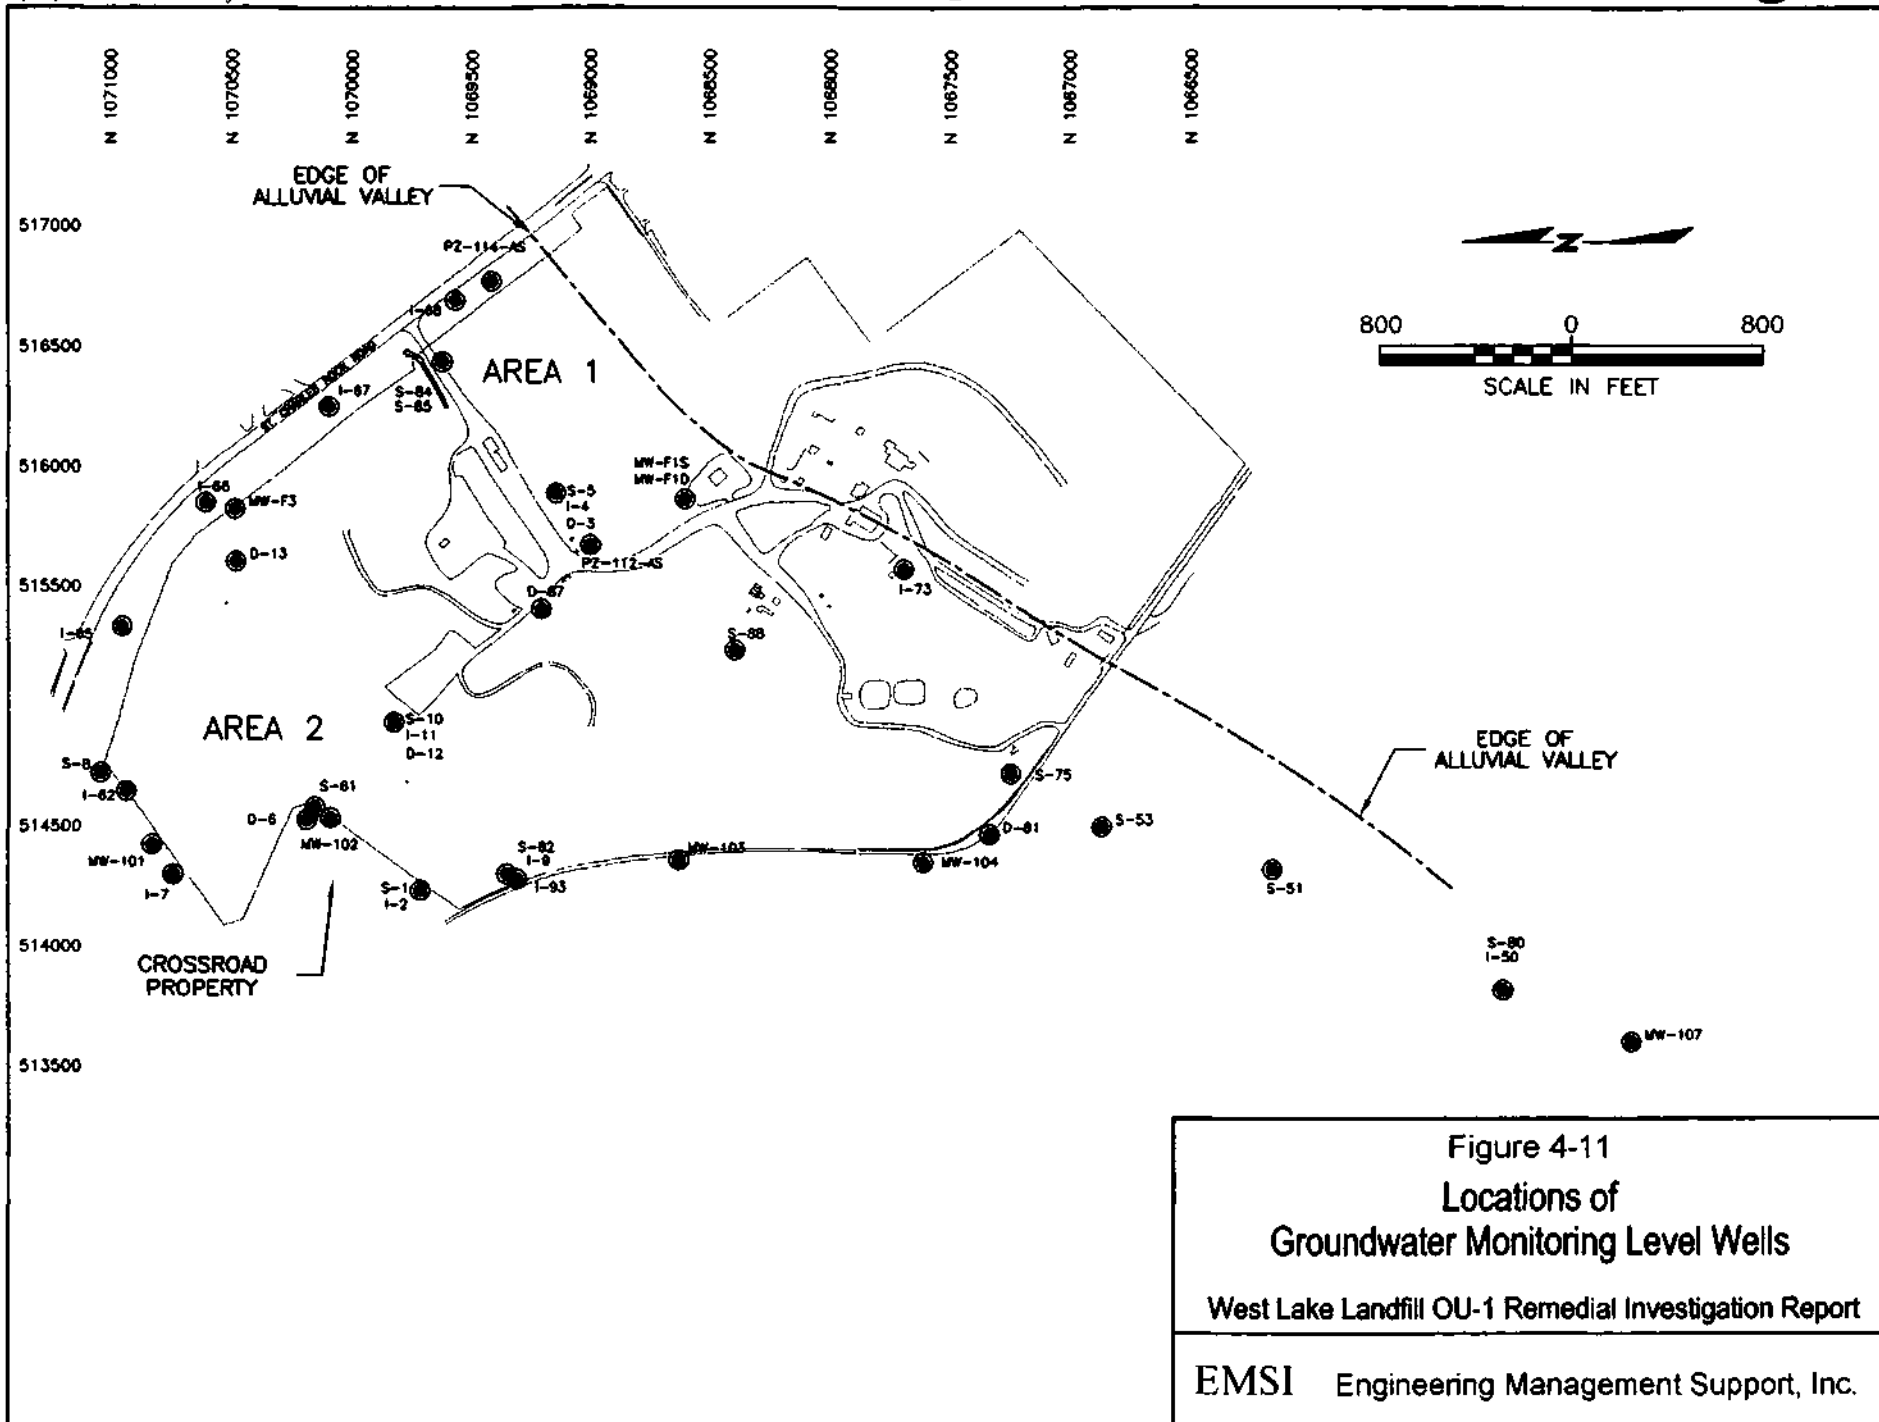 N 1071000
N 1070500
N 1070000
N 1069500
N 1069000
N 1068500
N 1068000
N 1067500
N 1067000
N 1066500
EDGE OF
ALLUVIAL VALLEY
517000
PZ-114-AS
Z
I-68
800 0 800
516500
SCALE IN FEET
AREA 1
ST. CHARLES ROCK ROAD
I-67
S-84
S-85
516000
MW-F1S
MW-F1D
I-66
MW-F3
S-5
I-4
D-3
D-13
PZ-112-AS
515500
I-73
D-87
I-65
S-88
AREA 2
S-10
I-11
D-12
EDGE OF
ALLUVIAL VALLEY
S-8
I-62
S-75
S-61
514500
D-6
MW-102
D-81
S-53
MW-101
I-7
S-82
I-9
I-93
MW-103
MW-104
S-1
I-2
S-51
514000
CROSSROAD
PROPERTY
S-80
I-50
MW-107
513500
Figure 4-11
Locations of
Groundwater Monitoring Level Wells
West Lake Landfill OU-1 Remedial Investigation Report
EMSI Engineering Management Support, Inc.